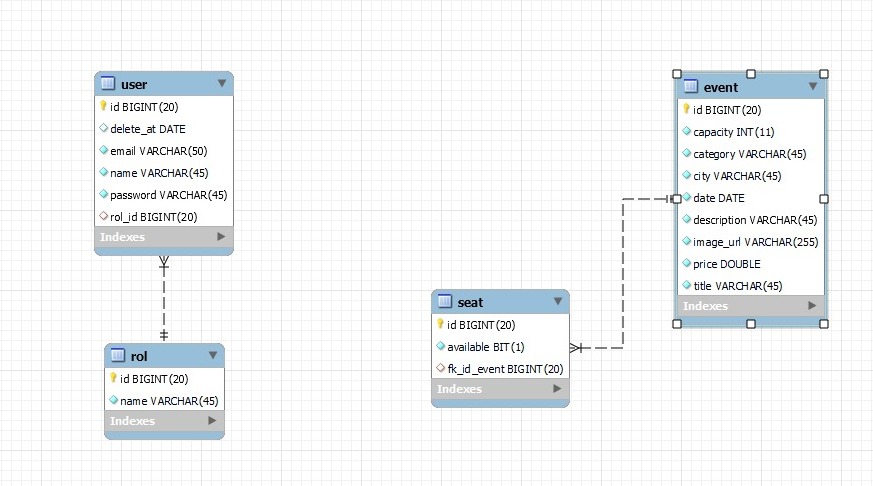 user
id BIGINT(20)
delete_at DATE
email VARCHAR(50)
name VARCHAR(45)
password VARCHAR(45)
rol_id BIGINT(20)
Indexes
rol
id BIGINT(20)
name VARCHAR(45)
Indexes
seat
id BIGINT(20)
available BIT(1)
fk_id_event BIGINT(20)
Indexes
event
id BIGINT(20)
capacity INT(11)
category VARCHAR(45)
city VARCHAR(45)
date DATE
description VARCHAR(45)
image_url VARCHAR(255)
price DOUBLE
title VARCHAR(45)
Indexes